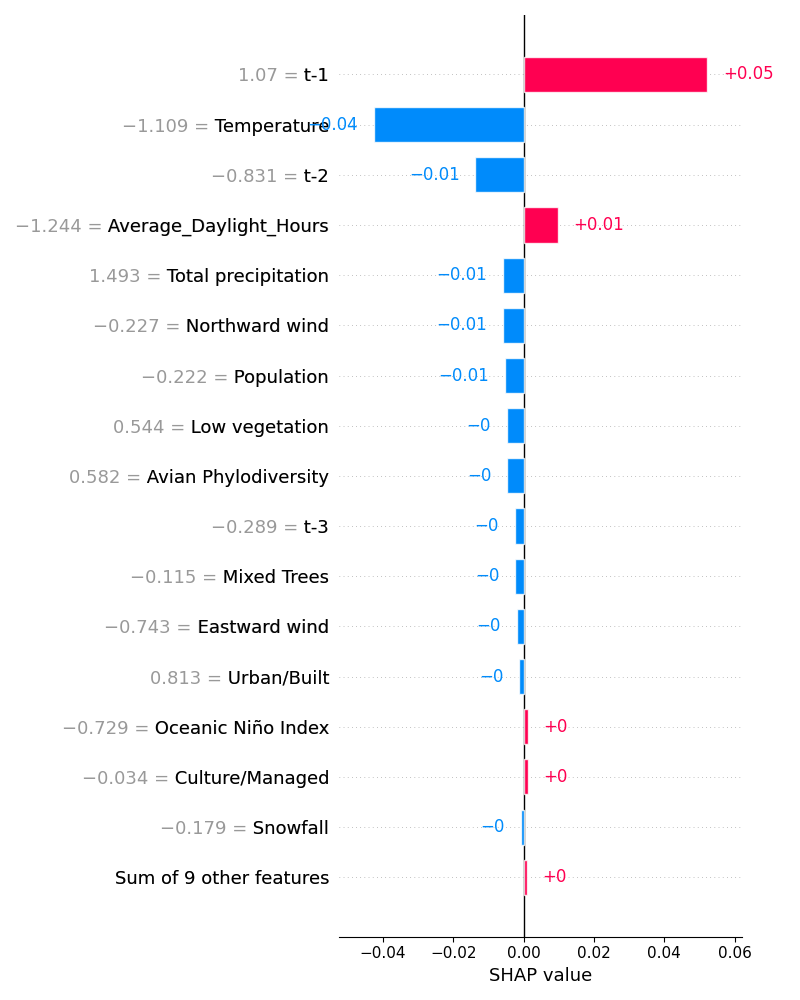 1.07 = t-1
+0.05
−1.109 = Temperature
−0.04
−0.831 = t-2
−0.01
−1.244 = Average_Daylight_Hours
+0.01
1.493 = Total precipitation
−0.01
−0.227 = Northward wind
−0.01
−0.222 = Population
−0.01
0.544 = Low vegetation
−0
0.582 = Avian Phylodiversity
−0
−0.289 = t-3
−0
−0.115 = Mixed Trees
−0
−0.743 = Eastward wind
−0
0.813 = Urban/Built
−0
−0.729 = Oceanic Niño Index
+0
−0.034 = Culture/Managed
+0
−0.179 = Snowfall
−0
Sum of 9 other features
+0
−0.04 −0.02 0.00 0.02 0.04 0.06
SHAP value